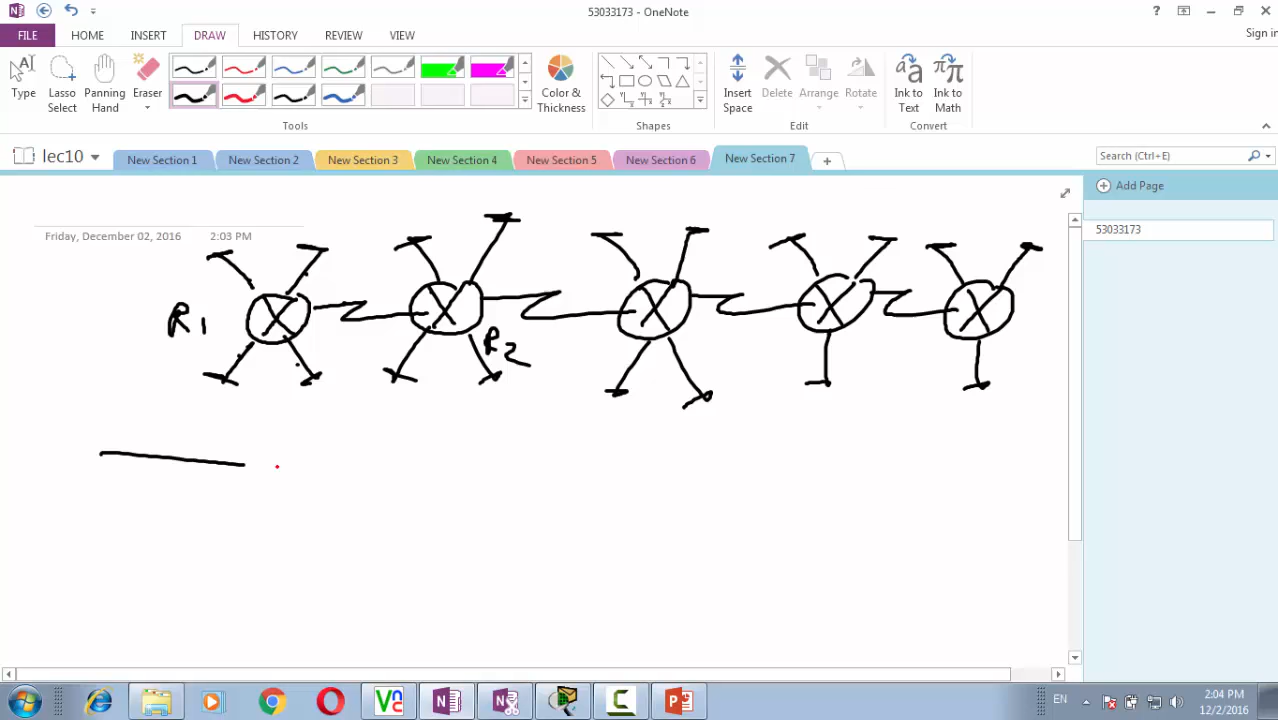 53033173 - OneNote
FILE HOME INSERT DRAW HISTORY REVIEW VIEW
Sign in
Type Lasso Select Panning Hand Eraser Color & Thickness Insert Space Delete Arrange Rotate Ink to Text Ink to Math
Tools Shapes Edit Convert
lec10 New Section 1 New Section 2 New Section 3 New Section 4 New Section 5 New Section 6 New Section 7 Search (Ctrl+E)
Add Page
53033173
Friday, December 02, 2016 2:03 PM
R1
R2
EN 2:04 PM
12/2/2016